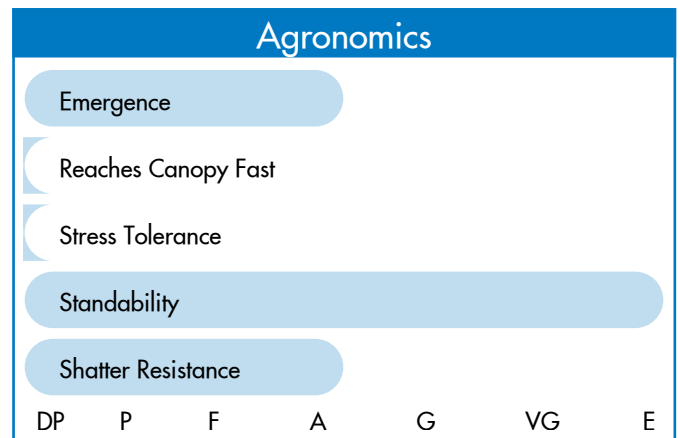 Agronomics
Emergence
Reaches Canopy Fast
Stress Tolerance
Standability
Shatter Resistance
DP P F A G VG E